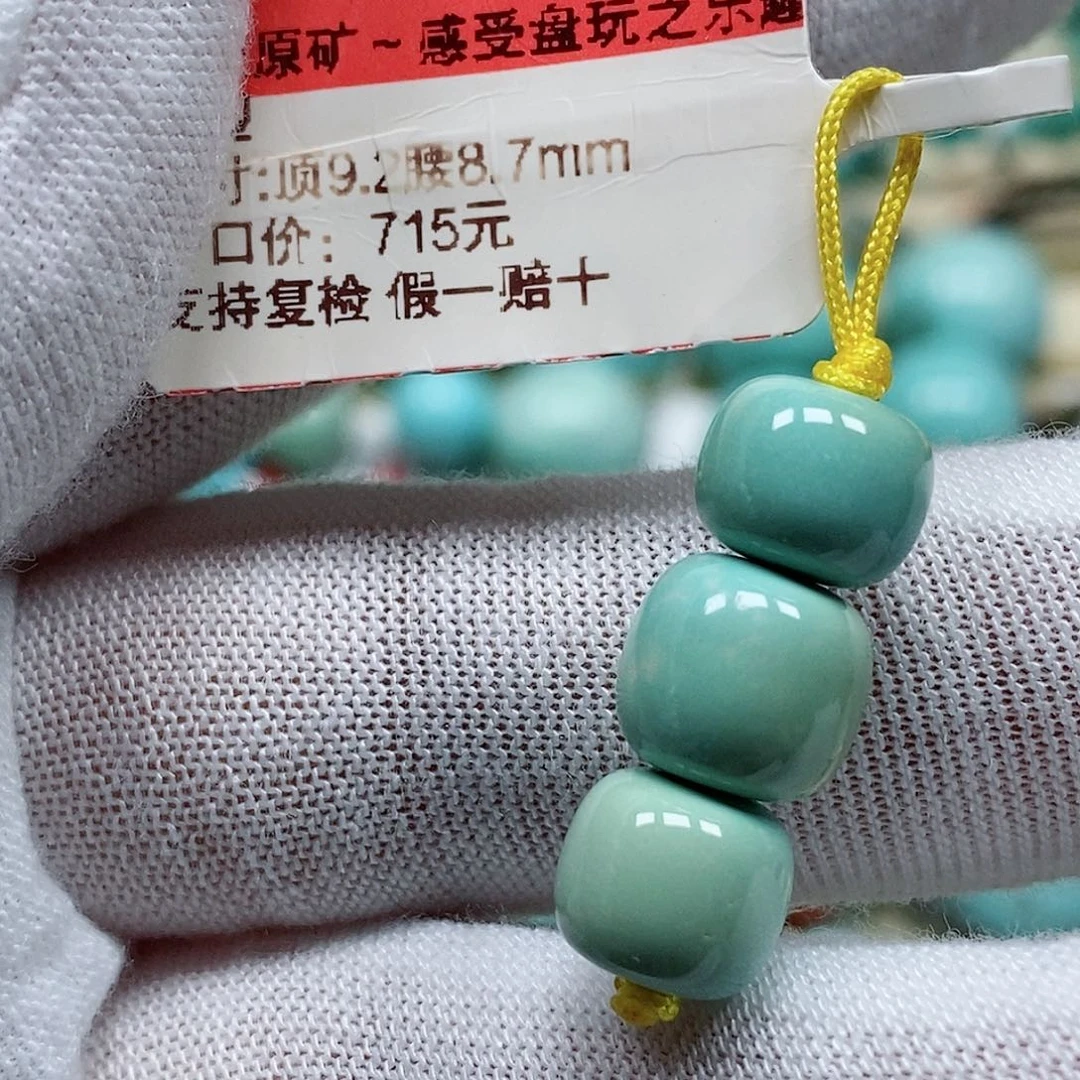 原矿～感受盘玩之乐趣
寸:顶9.2腰8.7mm
口价：715元
支持复检 假一赔十